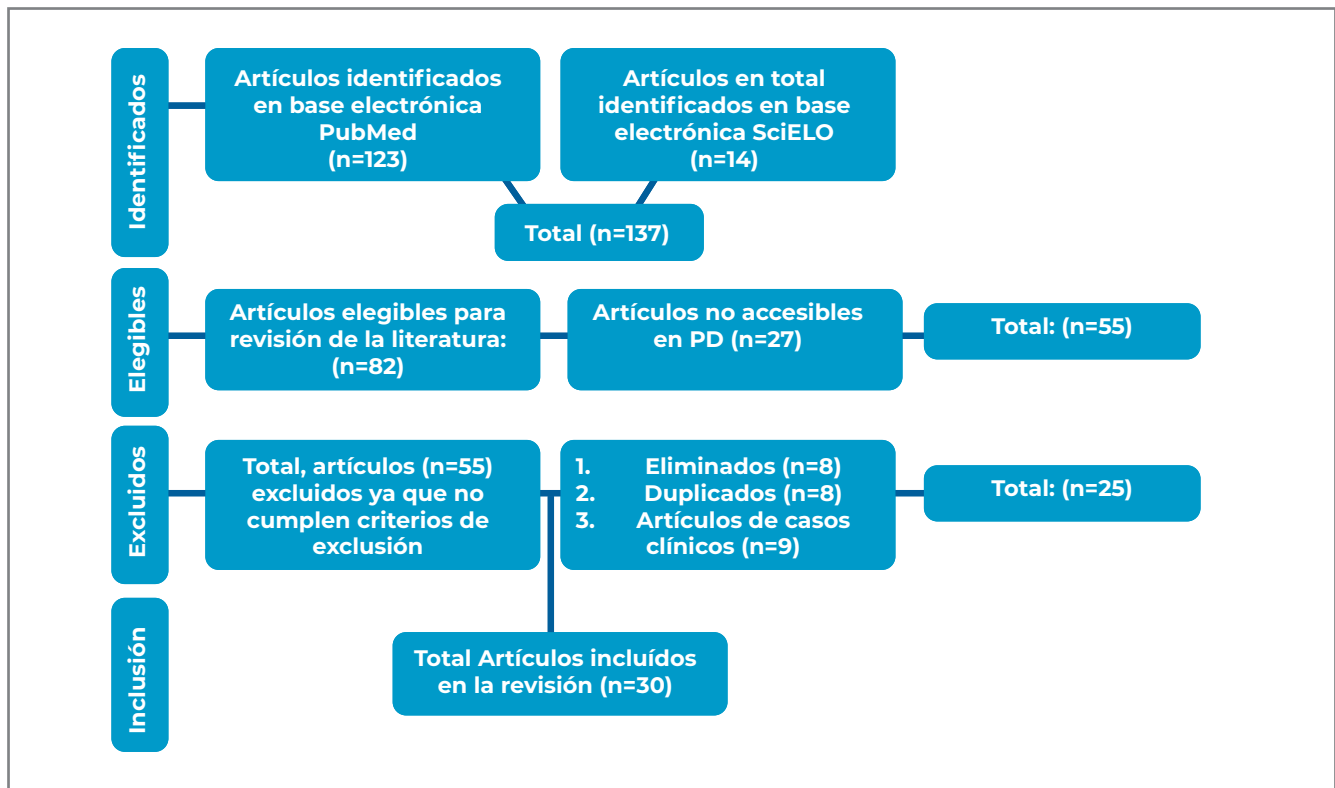 Identificados
Artículos identificados
en base electrónica
PubMed
(n=123)
Artículos en total
identificados en base
electrónica SciELO
(n=14)
Total (n=137)
Elegibles
Artículos elegibles para
revisión de la literatura:
(n=82)
Artículos no accesibles
en PD (n=27)
Total: (n=55)
Excluidos
Total, artículos (n=55)
excluidos ya que no
cumplen criterios de
exclusión
1. Eliminados (n=8)
2. Duplicados (n=8)
3. Artículos de casos
clínicos (n=9)
Total: (n=25)
Inclusión
Total Artículos incluídos
en la revisión (n=30)